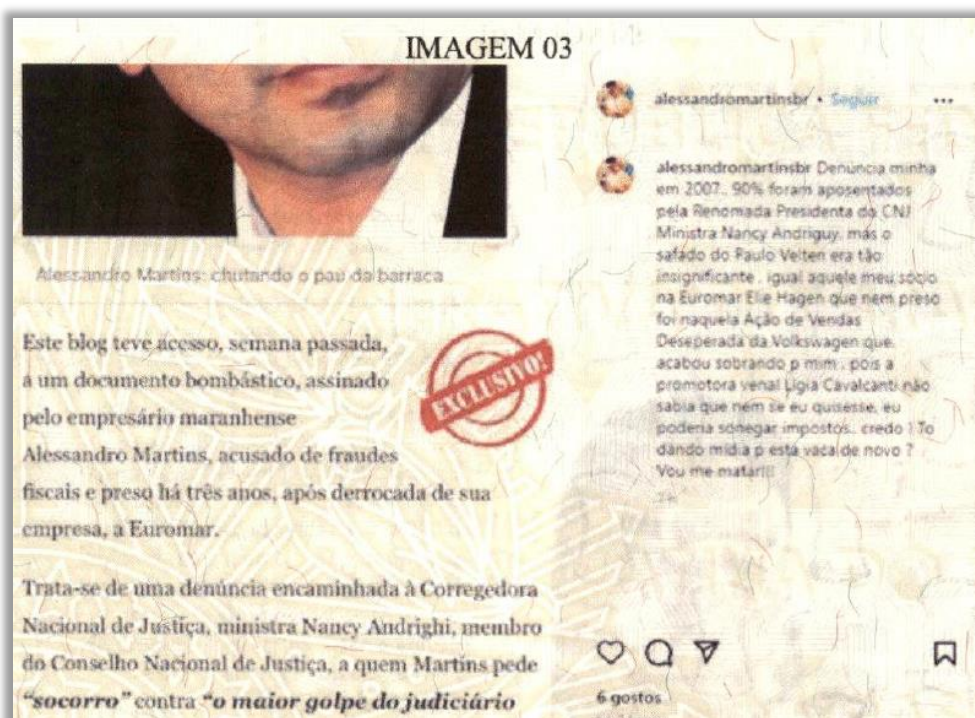 IMAGEM 03
Alessandro Martins: chutando o pau da barraca
Este blog teve acesso, semana passada,
a um documento bombástico, assinado
pelo empresário maranhense
Alessandro Martins, acusado de fraudes
fiscais e preso há três anos, após derrocada de sua
empresa, a Euromar.
EXCLUSIVO!
Trata-se de uma denúncia encaminhada à Corregedora
Nacional de Justiça, ministra Nancy Andrighi, membro
do Conselho Nacional de Justiça, a quem Martins pede
"socorro" contra "o maior golpe do judiciário
alessandromartinsbr • Seguir
alessandromartinsbr Denúncia minha
em 2007.. 90% foram aposentados
pela Renomada Presidenta do CNJ
Ministra Nancy Andriguy, mas o
safado do Paulo Velten era tão
insignificante , igual aquele meu sócio
na Euromar Elie Hagen que nem preso
foi naquela Ação de Vendas
Deseperada da Volkswagen que,
acabou sobrando p mim , pois a
promotora venal Lígia Cavalcanti não
sabia que nem se eu quisesse, eu
poderia sonegar impostos.. credo ! To
dando mídia p está vaca de novo ?
Vou me matar!!!
6 gostos